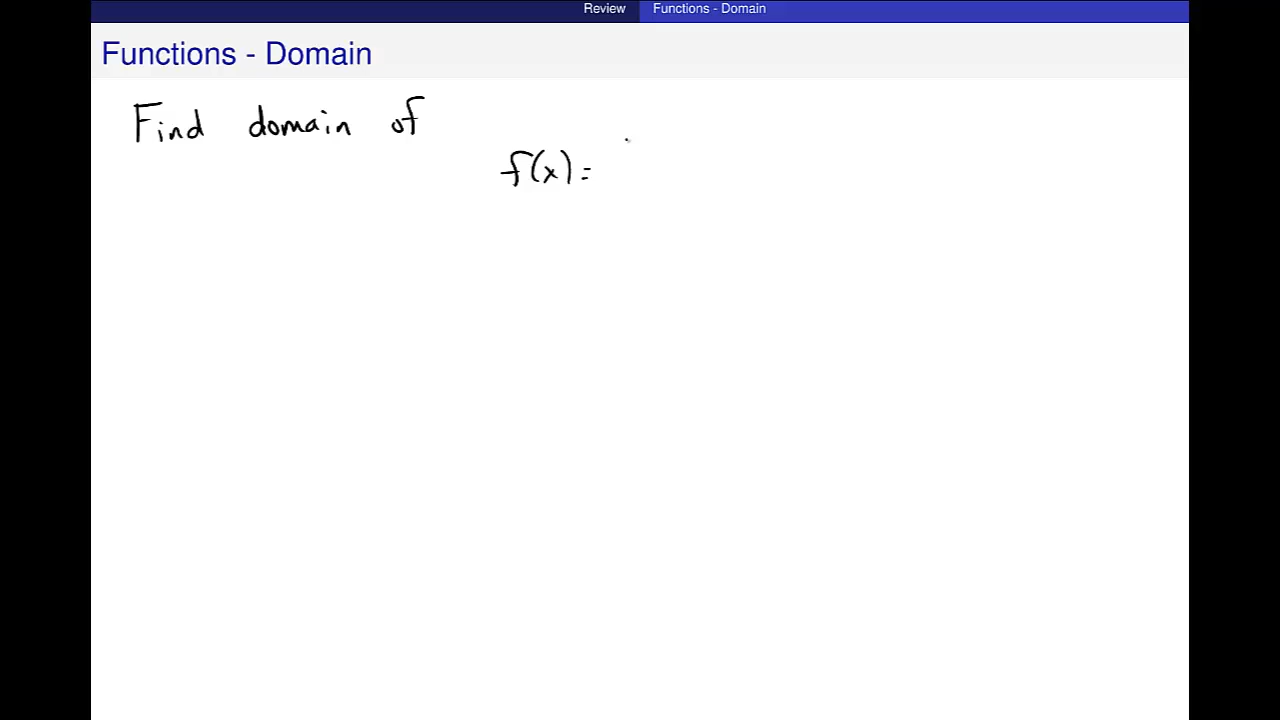 Review Functions - Domain
Functions - Domain
Find domain of
f(x) =